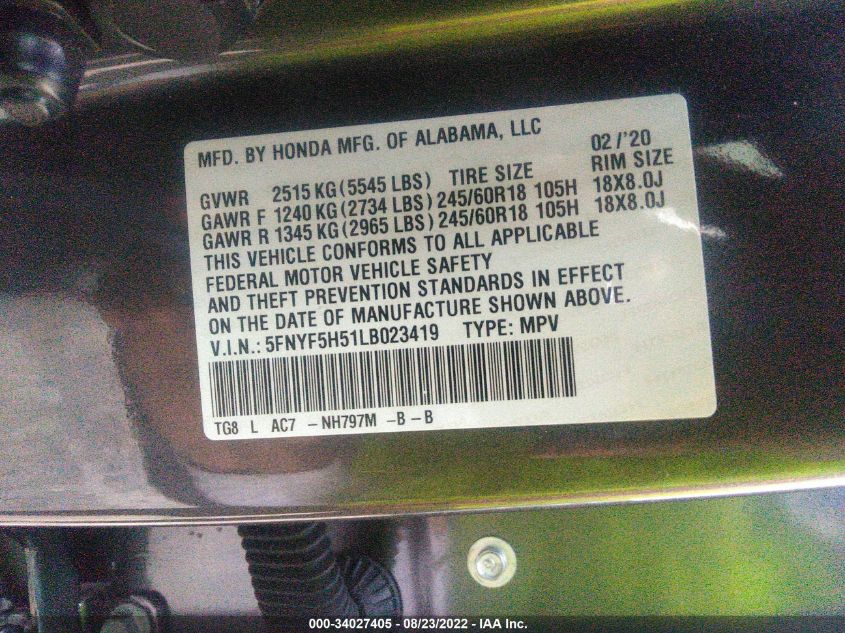 MFD. BY HONDA MFG. OF ALABAMA, LLC 02/'20
GVWR 2515 KG (5545 LBS) TIRE SIZE RIM SIZE
GAWR F 1240 KG (2734 LBS) 245/60R18 105H 18X8.0J
GAWR R 1345 KG (2965 LBS) 245/60R18 105H 18X8.0J
THIS VEHICLE CONFORMS TO ALL APPLICABLE
FEDERAL MOTOR VEHICLE SAFETY
AND THEFT PREVENTION STANDARDS IN EFFECT
ON THE DATE OF MANUFACTURE SHOWN ABOVE.
V.I.N.: 5FNYF5H51LB023419 TYPE: MPV
TG8 L AC7 -NH797M -B -B
000-34027405 - 08/23/2022 - IAA Inc.